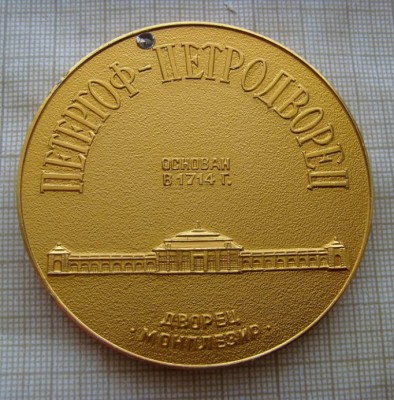 ПЕТЕРГОФ-ПЕТРОДВОРЕЦ
ОСНОВАН
В 1714 Г.
ДВОРЕЦ
· МОНПЛЕЗИР ·